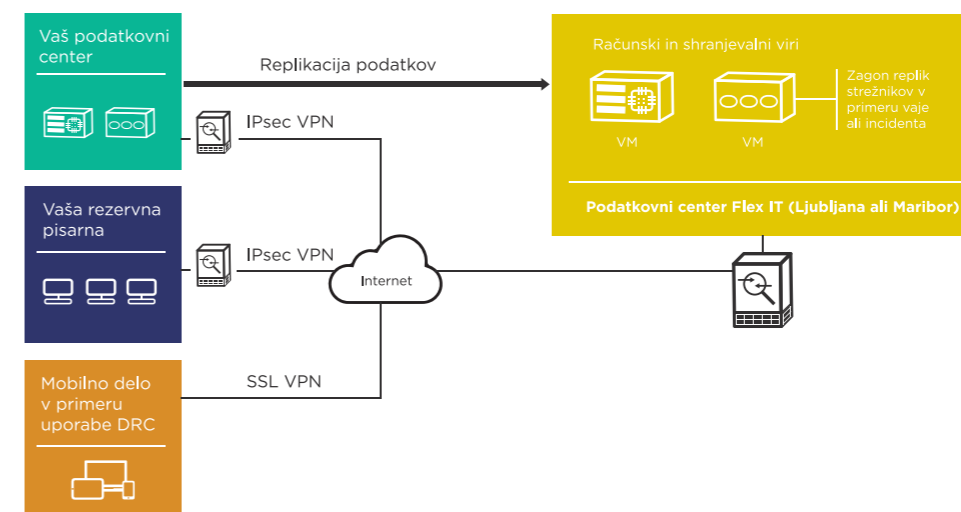 Vaš podatkovni
center
Replikacija podatkov
Računski in shranjevalni viri
Zagon replik
strežnikov v
primeru vaje
ali incidenta
VM
VM
Podatkovni center Flex IT (Ljubljana ali Maribor)
IPsec VPN
Vaša rezervna
pisarna
IPsec VPN
Internet
Mobilno delo
v primeru
uporabe DRC
SSL VPN